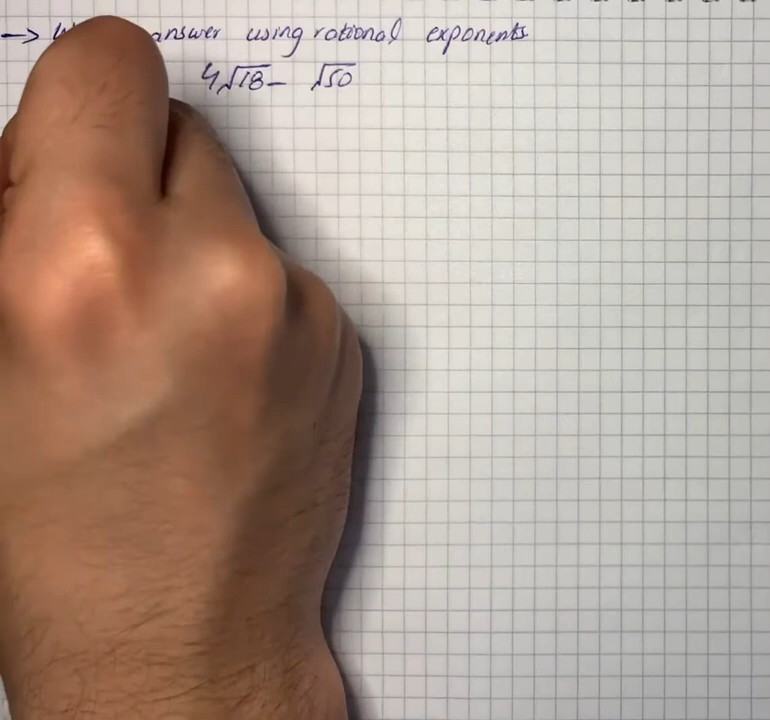 → answer using rational exponents
4√18 - √50